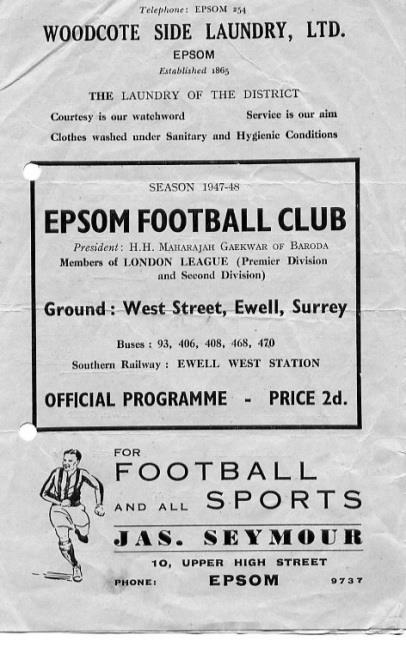 Telephone: EPSOM 254
WOODCOTE SIDE LAUNDRY, LTD.
EPSOM
Established 1865
THE LAUNDRY OF THE DISTRICT
Courtesy is our watchword Service is our aim
Clothes washed under Sanitary and Hygienic Conditions
SEASON 1947-48
EPSOM FOOTBALL CLUB
President: H.H. MAHARAJAH GAEKWAR OF BARODA
Members of LONDON LEAGUE (Premier Division
and Second Division)
Ground: West Street, Ewell, Surrey
Buses: 93, 406, 408, 468, 470
Southern Railway: EWELL WEST STATION
OFFICIAL PROGRAMME - PRICE 2d.
FOR
FOOTBALL
AND ALL SPORTS
JAS. SEYMOUR
10, UPPER HIGH STREET
PHONE: EPSOM 9737